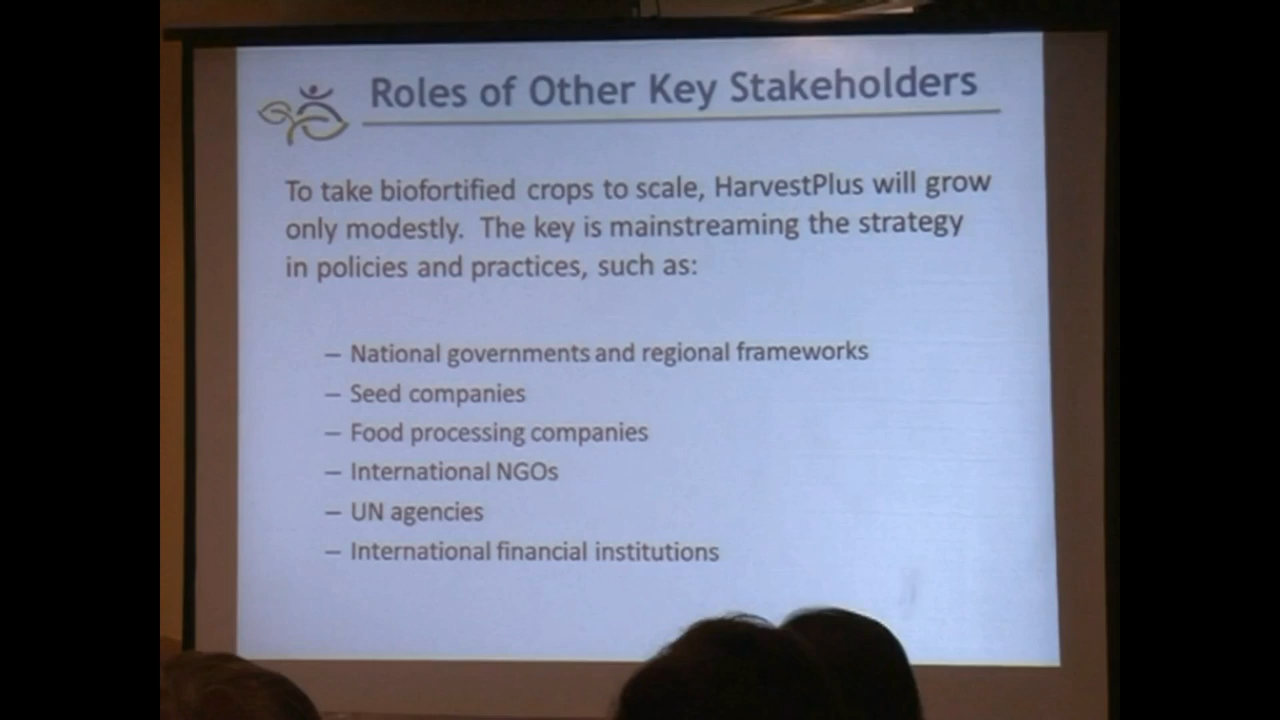 Roles of Other Key Stakeholders
To take biofortified crops to scale, HarvestPlus will grow
only modestly. The key is mainstreaming the strategy
in policies and practices, such as:
– National governments and regional frameworks
– Seed companies
– Food processing companies
– International NGOs
– UN agencies
– International financial institutions